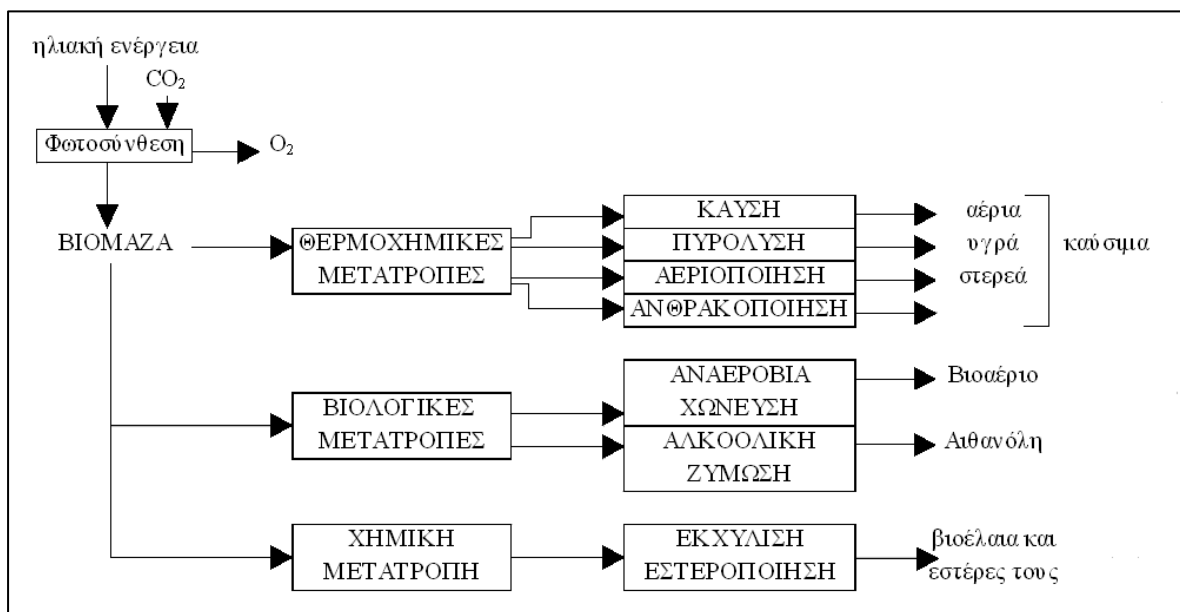 ηλιακή ενέργεια
CO₂
Φωτοσύνθεση
O₂
ΒΙΟΜΑΖΑ
ΘΕΡΜΟΧΗΜΙΚΕΣ
ΜΕΤΑΤΡΟΠΕΣ
ΚΑΥΣΗ
ΠΥΡΟΛΥΣΗ
ΑΕΡΙΟΠΟΙΗΣΗ
ΑΝΘΡΑΚΟΠΟΙΗΣΗ
αέρια
υγρά
στερεά
καύσιμα
ΒΙΟΛΟΓΙΚΕΣ
ΜΕΤΑΤΡΟΠΕΣ
ΑΝΑΕΡΟΒΙΑ
ΧΩΝΕΥΣΗ
ΑΛΚΟΟΛΙΚΗ
ΖΥΜΩΣΗ
Βιοαέριο
Αιθανόλη
ΧΗΜΙΚΗ
ΜΕΤΑΤΡΟΠΗ
ΕΚΧΥΛΙΣΗ
ΕΣΤΕΡΟΠΟΙΗΣΗ
βιοέλαια και
εστέρες τους